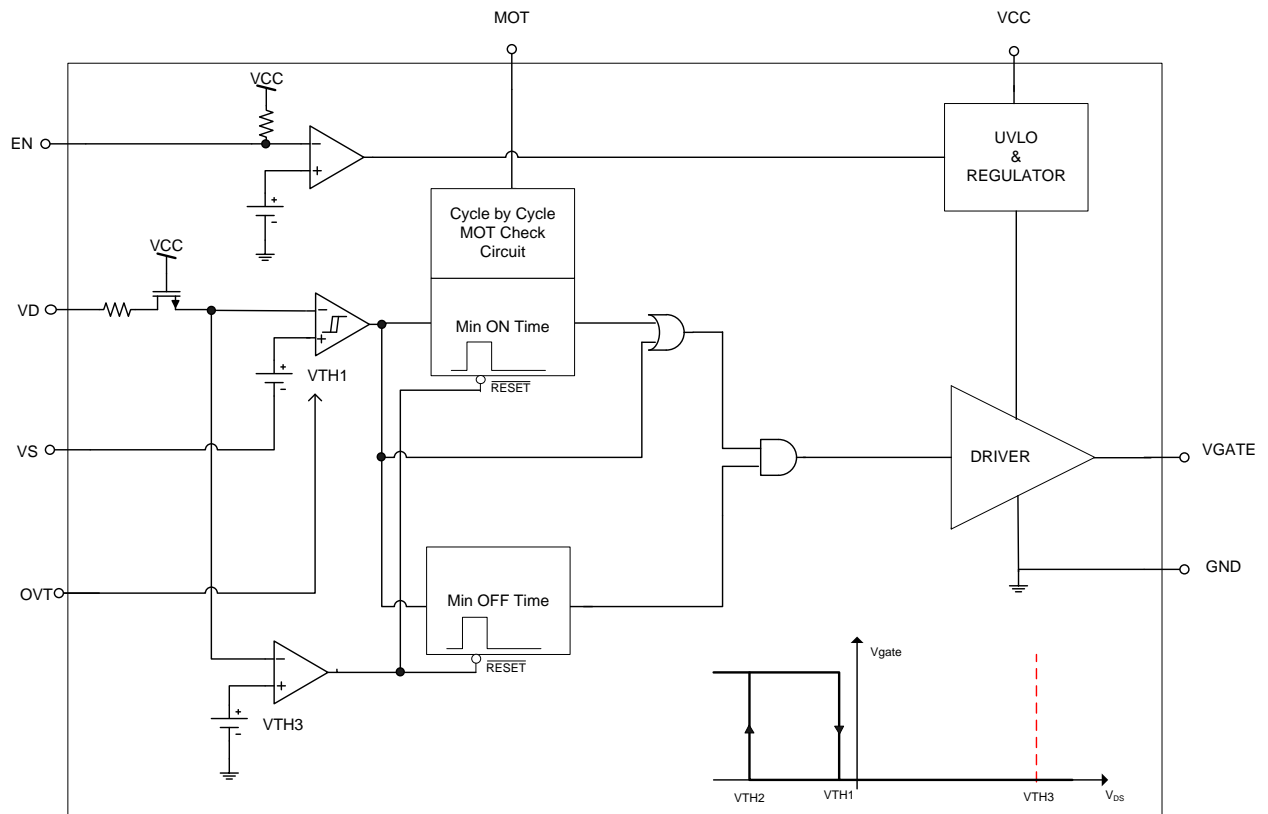 MOT
VCC
VCC
EN
−
+
+
-
UVLO
&
REGULATOR
Cycle by Cycle
MOT Check
Circuit
VCC
VD
−
+
+
-
VTH1
Min ON Time
RESET
VS
DRIVER
VGATE
GND
OVT
Min OFF Time
RESET
−
+
+
-
VTH3
Vgate
VTH2
VTH1
VTH3
VDS